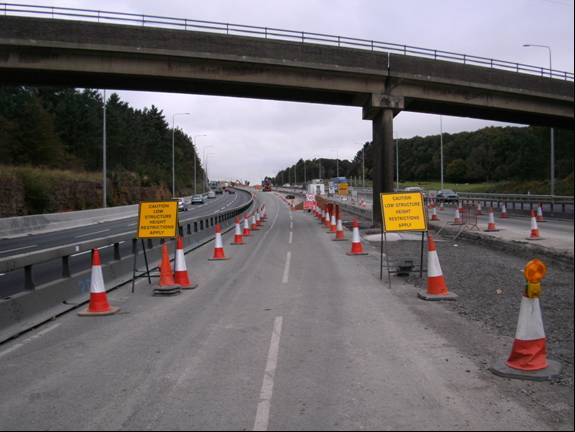 CAUTION
LOW STRUCTURE
HEIGHT
RESTRICTIONS
APPLY
CAUTION
LOW STRUCTURE
HEIGHT
RESTRICTIONS
APPLY